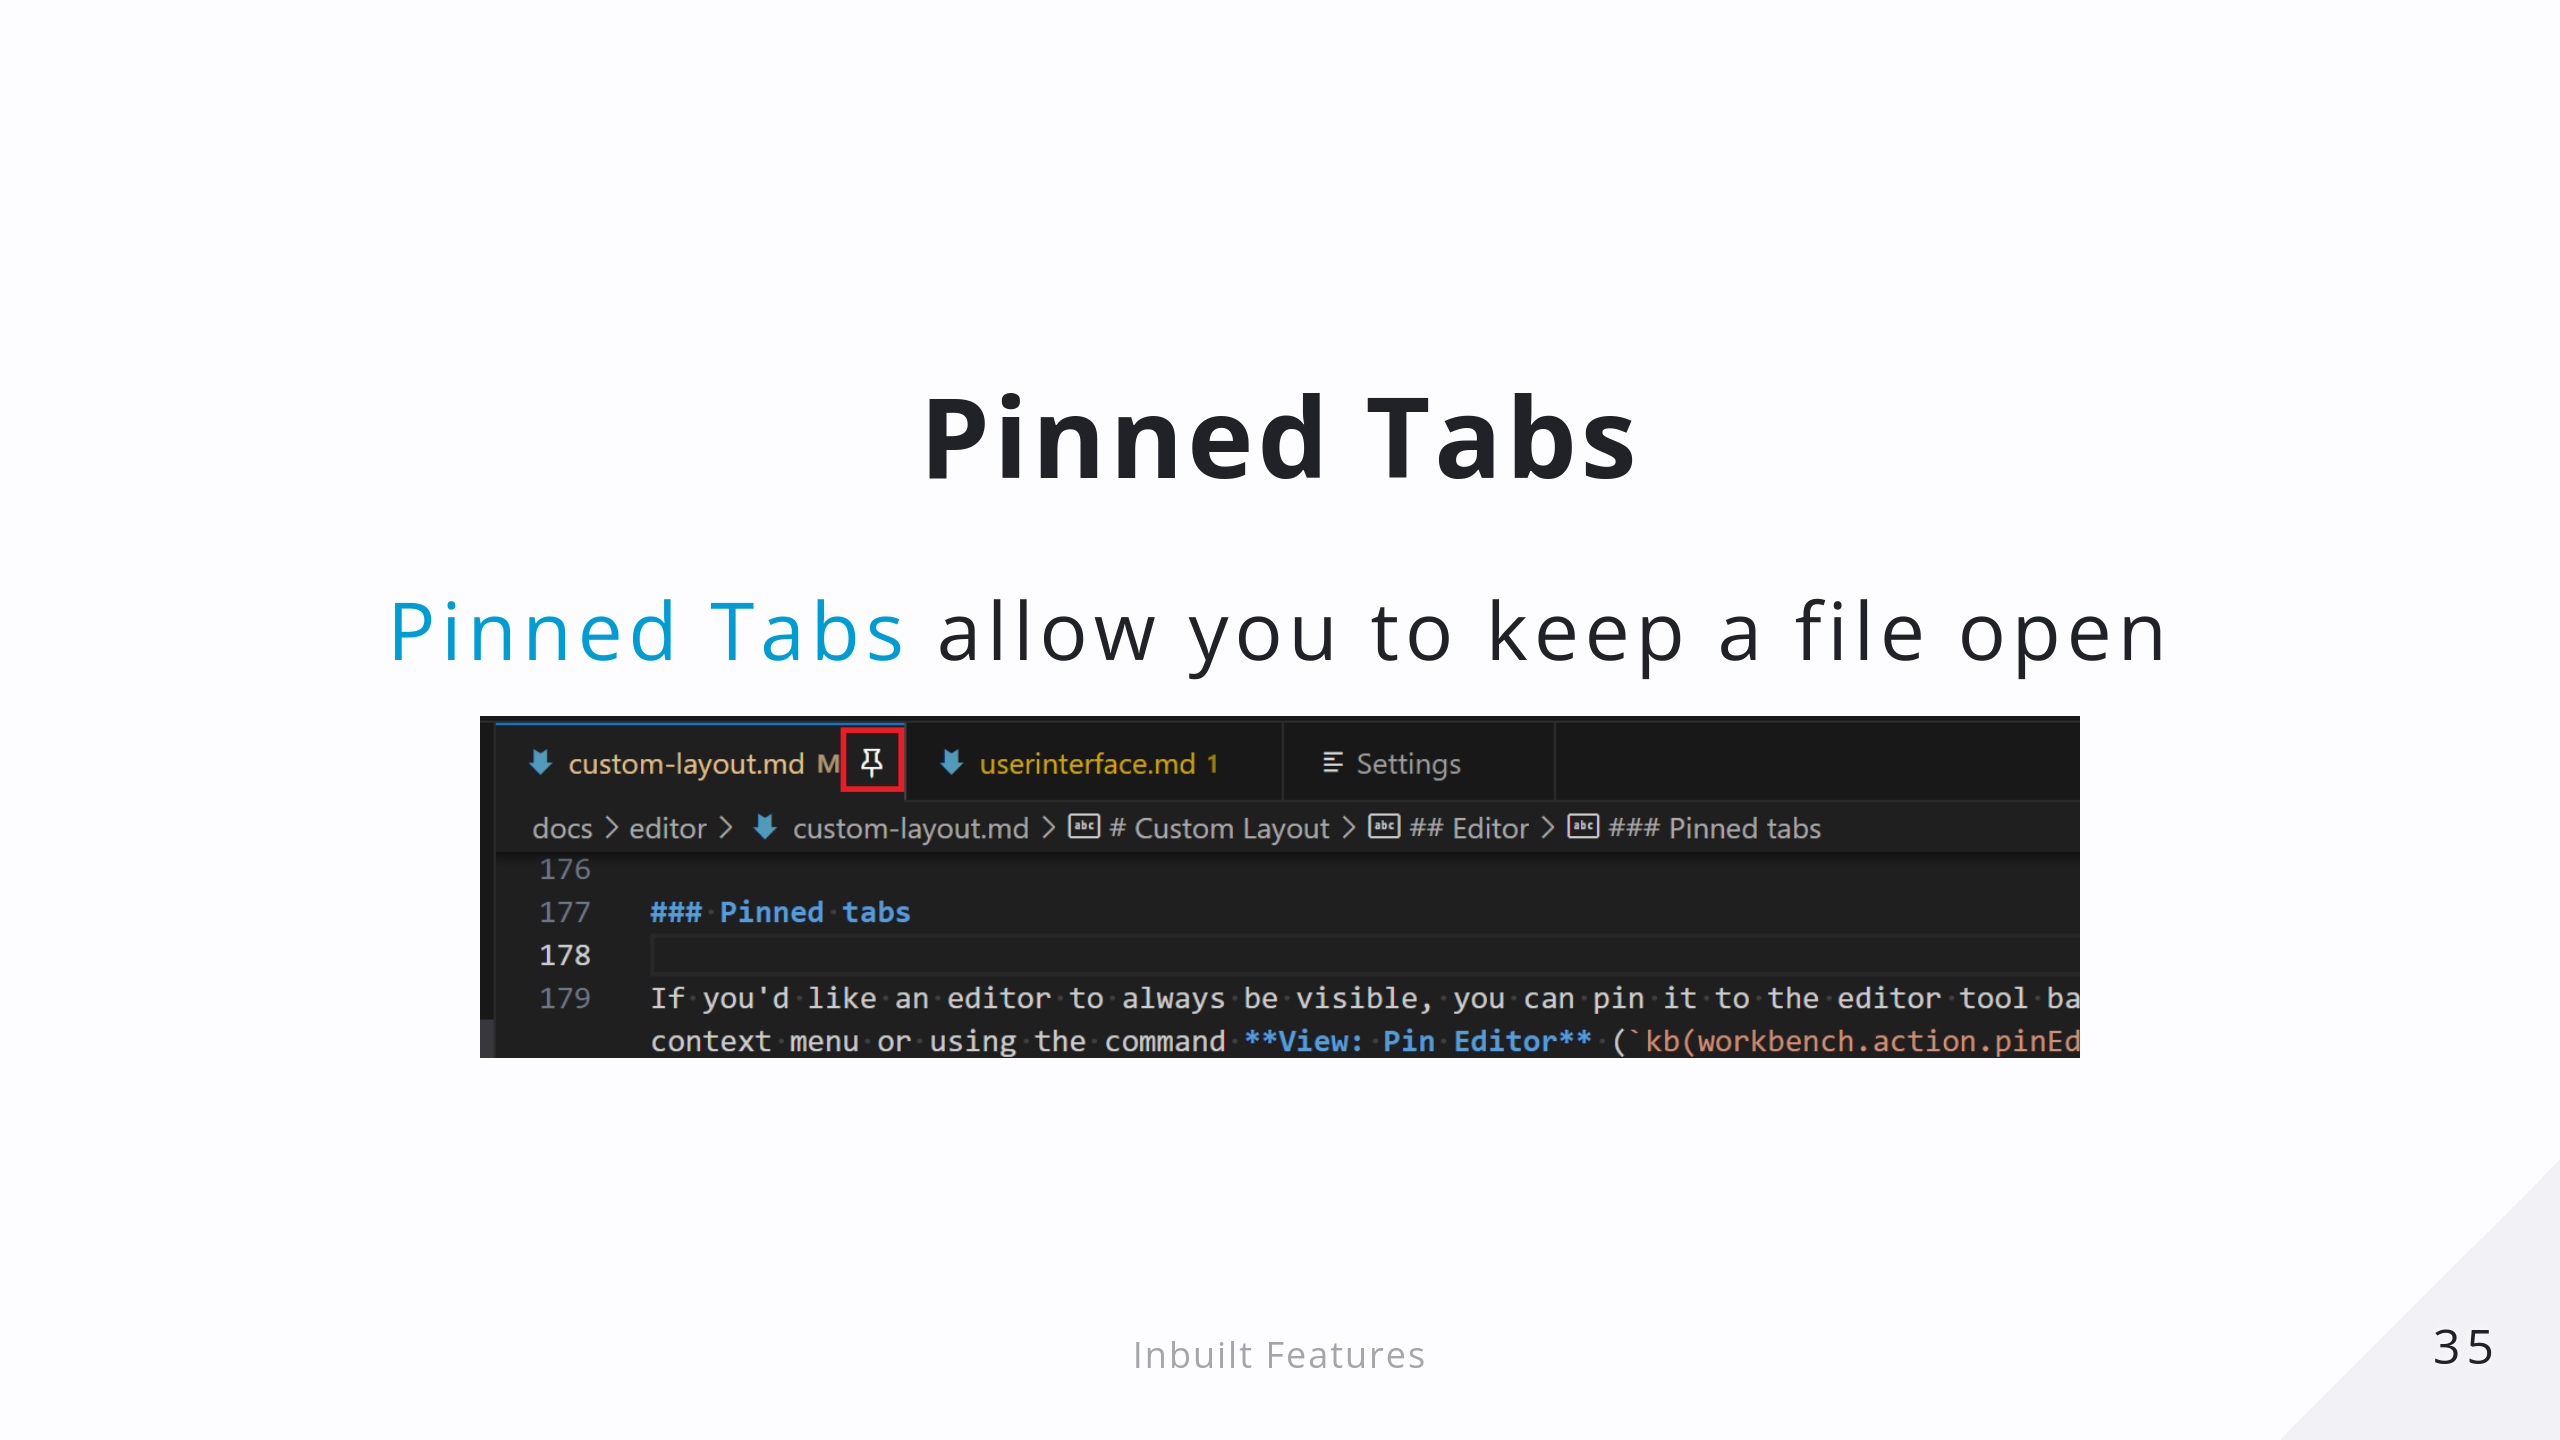 Pinned Tabs
Pinned Tabs allow you to keep a file open
custom-layout.md M userinterface.md 1 Settings
docs > editor > custom-layout.md > abc # Custom Layout > abc ## Editor > abc ### Pinned tabs
176
177 ### Pinned tabs
178
179 If you'd like an editor to always be visible, you can pin it to the editor tool ba
context menu or using the command **View: Pin Editor** (`kb(workbench.action.pinEd
Inbuilt Features
35